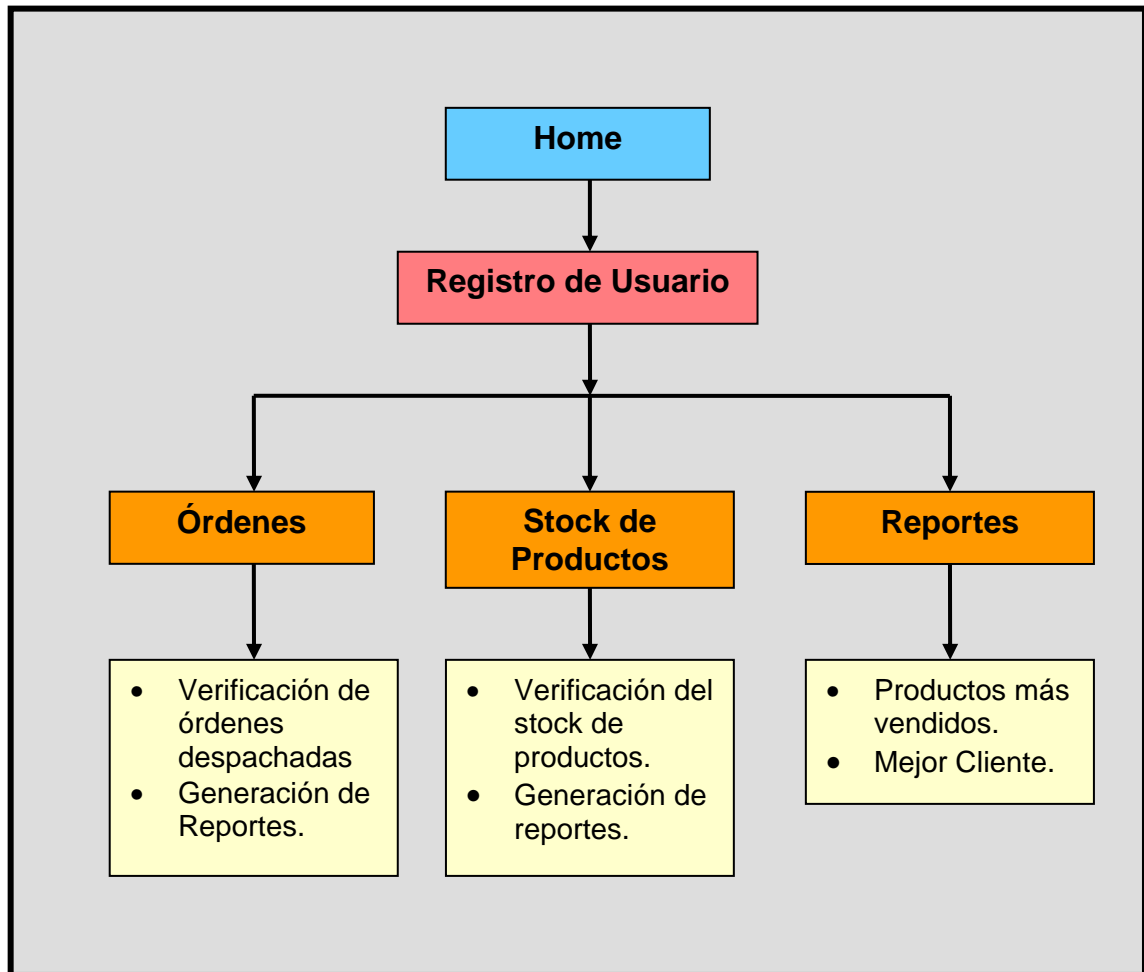 Home
Registro de Usuario
Órdenes
Stock de
Productos
Reportes
• Verificación de
órdenes
despachadas
• Generación de
Reportes.
• Verificación del
stock de
productos.
• Generación de
reportes.
• Productos más
vendidos.
• Mejor Cliente.